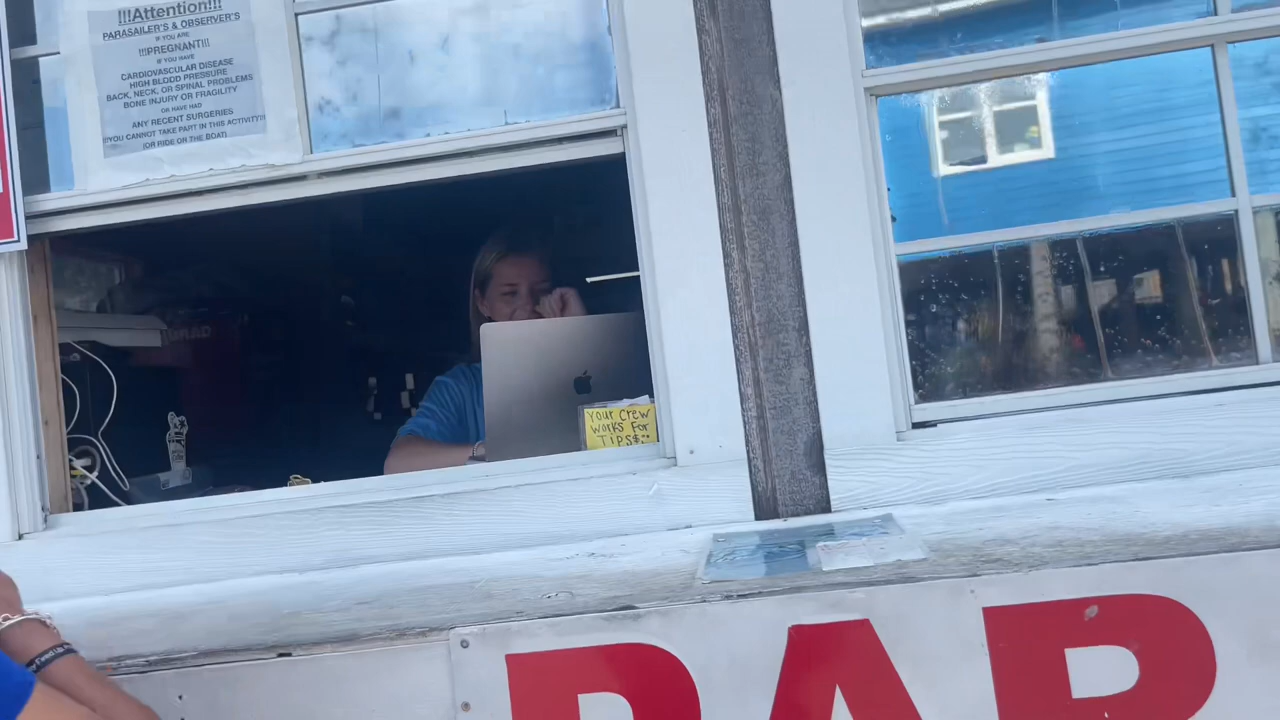 !!!Attention!!!
PARASAILER'S & OBSERVER'S
IF YOU ARE
!!!PREGNANT!!!
IF YOU HAVE
CARDIOVASCULAR DISEASE
HIGH BLOOD PRESSURE
BACK, NECK, OR SPINAL PROBLEMS
BONE INJURY OR FRAGILITY
OR HAVE HAD
ANY RECENT SURGERIES
!!YOU CANNOT TAKE PART IN THIS ACTIVITY!!!
(OR RIDE OR THE BOAT)
Your Crew
works For
TIP$
PAR